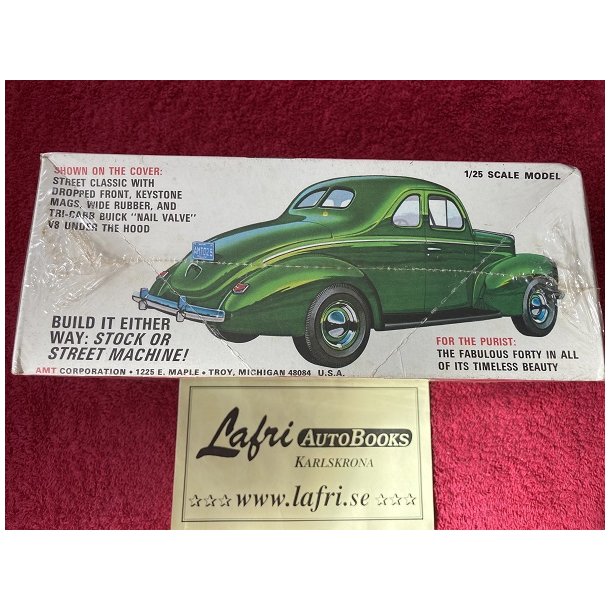 SHOWN ON THE COVER:
STREET CLASSIC WITH
DROPPED FRONT, KEYSTONE
MAGS, WIDE RUBBER, AND
TRI-CARB BUICK "NAIL VALVE"
V8 UNDER THE HOOD
1/25 SCALE MODEL
BUILD IT EITHER
WAY: STOCK OR
STREET MACHINE!
FOR THE PURIST:
THE FABULOUS FORTY IN ALL
OF ITS TIMELESS BEAUTY
AMT CORPORATION • 1225 E. MAPLE • TROY, MICHIGAN 48084 U.S.A.
Lafri AUTOBOOKS
KARLSKRONA
☆☆☆ www.lafri.se ☆☆☆